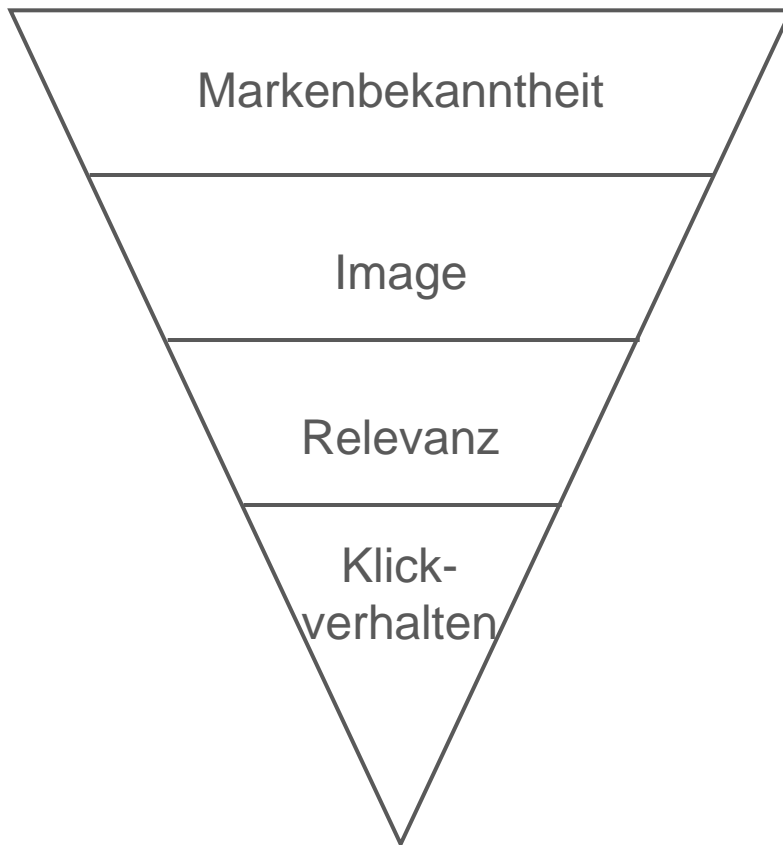 Markenbekanntheit
Image
Relevanz
Klick-
verhalten